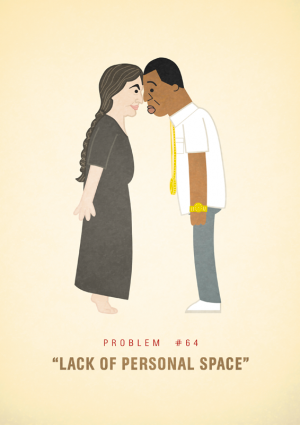 PROBLEM #64
"LACK OF PERSONAL SPACE"